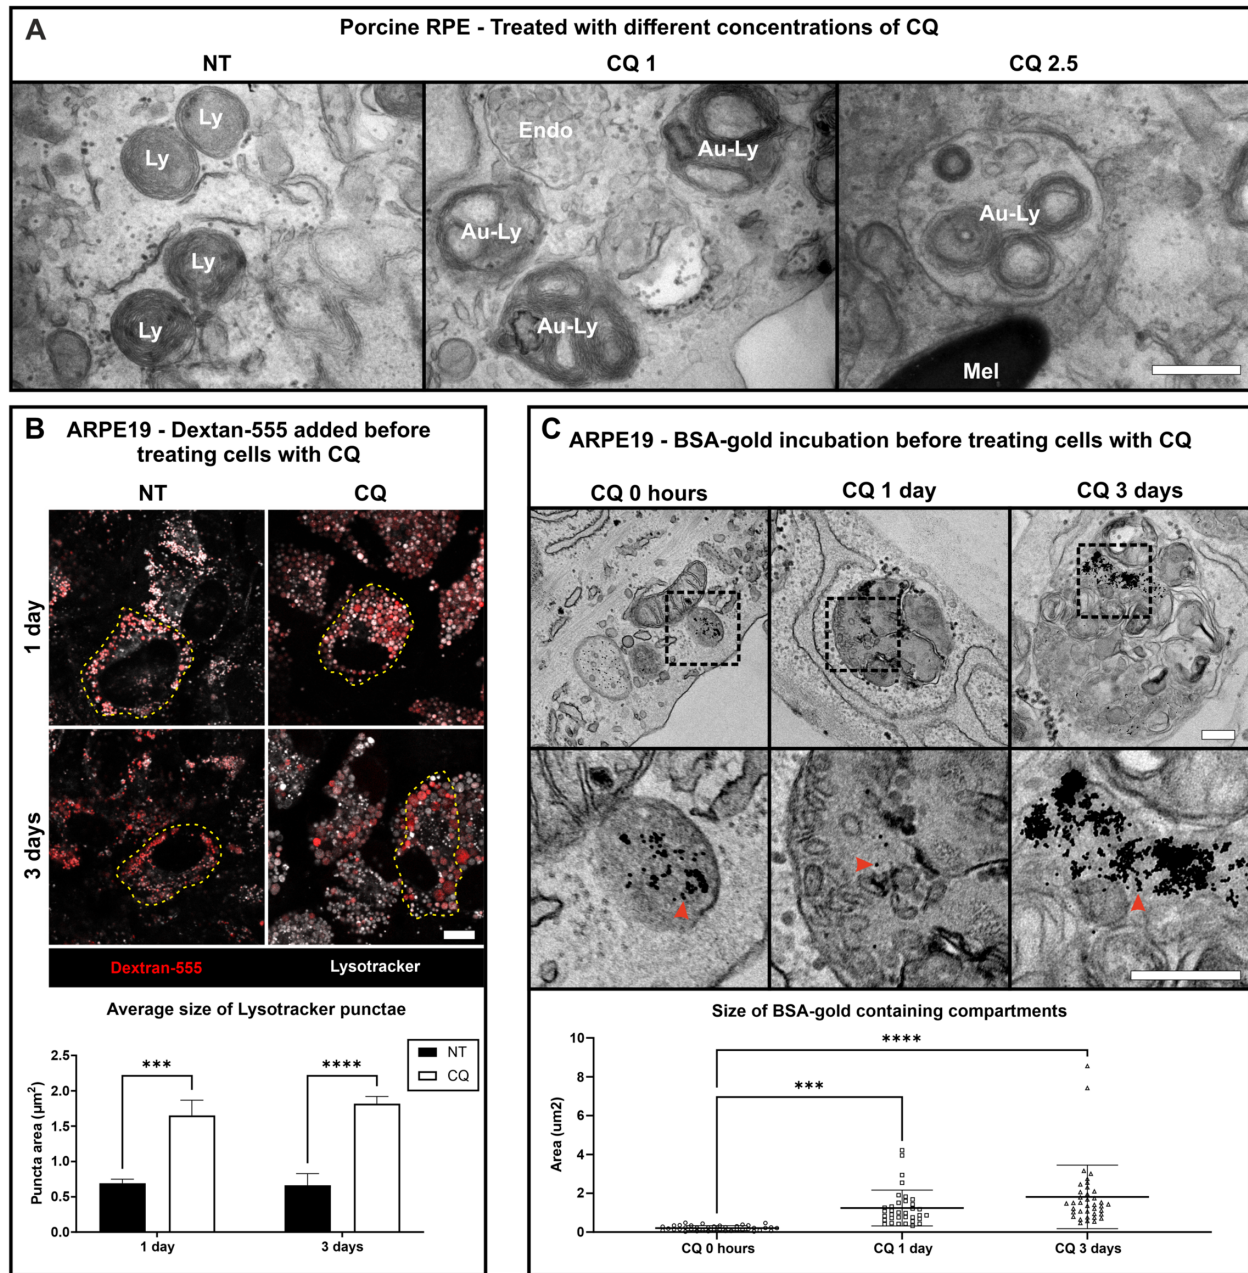 A
Porcine RPE - Treated with different concentrations of CQ
NT
CQ 1
CQ 2.5
Ly
Ly
Ly
Ly
Endo
Au-Ly
Au-Ly
Au-Ly
Au-Ly
Mel
B
ARPE19 - Dextan-555 added before
treating cells with CQ
NT
CQ
1 day
3 days
Dextran-555
Lysotracker
Average size of Lysotracker punctae
Puncta area (µm²)
2.5
2.0
1.5
1.0
0.5
0.0
***
****
NT
CQ
1 day
3 days
C
ARPE19 - BSA-gold incubation before treating cells with CQ
CQ 0 hours
CQ 1 day
CQ 3 days
Size of BSA-gold containing compartments
Area (um2)
10
8
6
4
2
0
****
***
CQ 0 hours
CQ 1 day
CQ 3 days